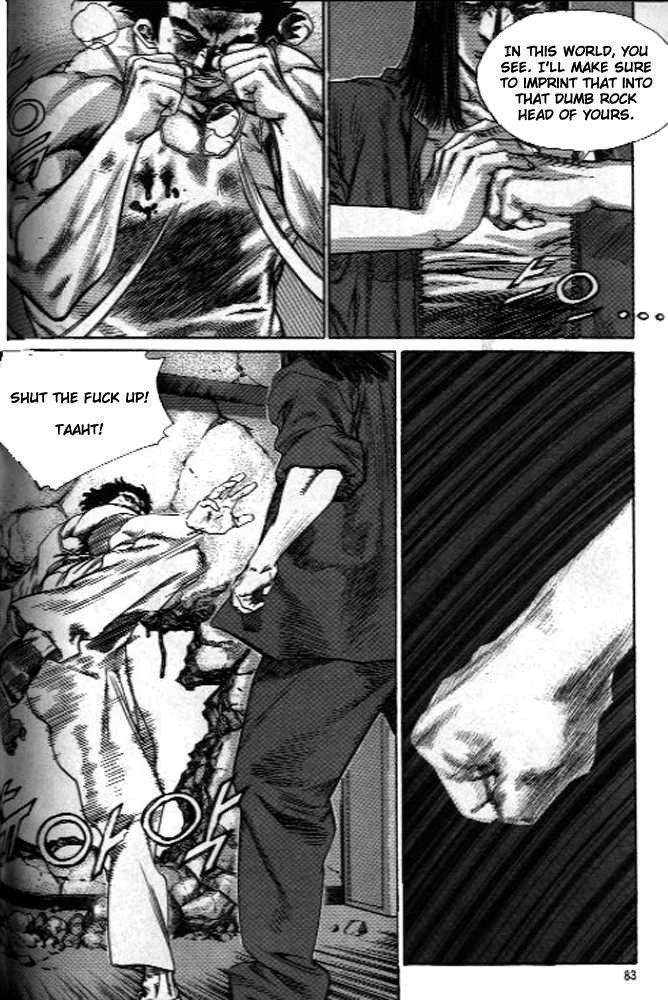 IN THIS WORLD, YOU
SEE. I'LL MAKE SURE
TO IMPRINT THAT INTO
THAT DUMB ROCK
HEAD OF YOURS.
SHUT THE FUCK UP!
TAAHT!
83